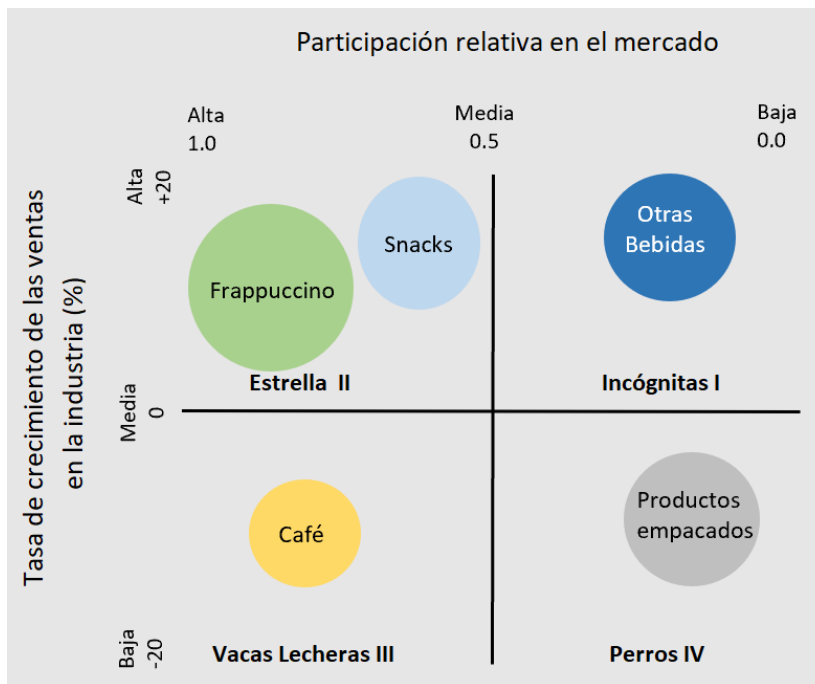 Participación relativa en el mercado
Alta
1.0
Media
0.5
Baja
0.0
Tasa de crecimiento de las ventas
en la industria (%)
Alta
+20
Media
0
Baja
-20
Frappuccino
Snacks
Otras
Bebidas
Estrella II
Incógnitas I
Café
Productos
empacados
Vacas Lecheras III
Perros IV